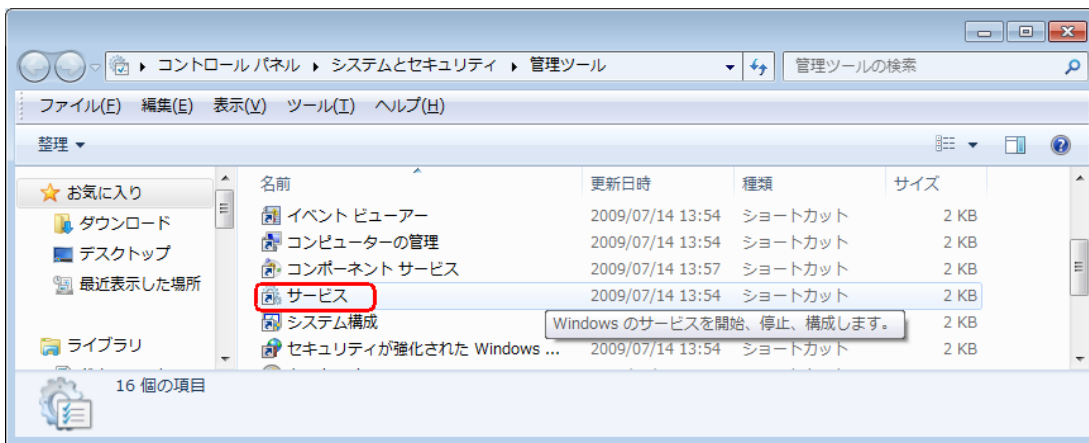 コントロール パネル ▸ システムとセキュリティ ▸ 管理ツール 管理ツールの検索
ファイル(F) 編集(E) 表示(V) ツール(T) ヘルプ(H)
整理
お気に入り
ダウンロード
デスクトップ
最近表示した場所
ライブラリ
名前 更新日時 種類 サイズ
イベント ビューアー 2009/07/14 13:54 ショートカット 2 KB
コンピューターの管理 2009/07/14 13:54 ショートカット 2 KB
コンポーネント サービス 2009/07/14 13:57 ショートカット 2 KB
サービス 2009/07/14 13:54 ショートカット 2 KB
システム構成 2 KB
Windows のサービスを開始、停止、構成します。
セキュリティが強化された Windows ... 2009/07/14 13:54 ショートカット 2 KB
16 個の項目